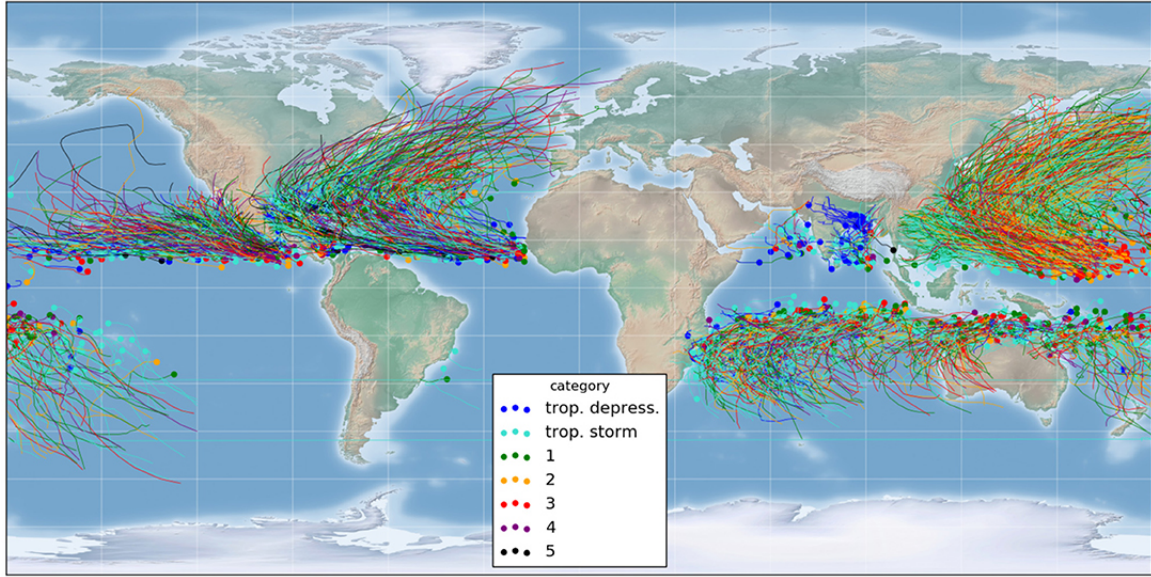 category
trop. depress.
trop. storm
1
2
3
4
5